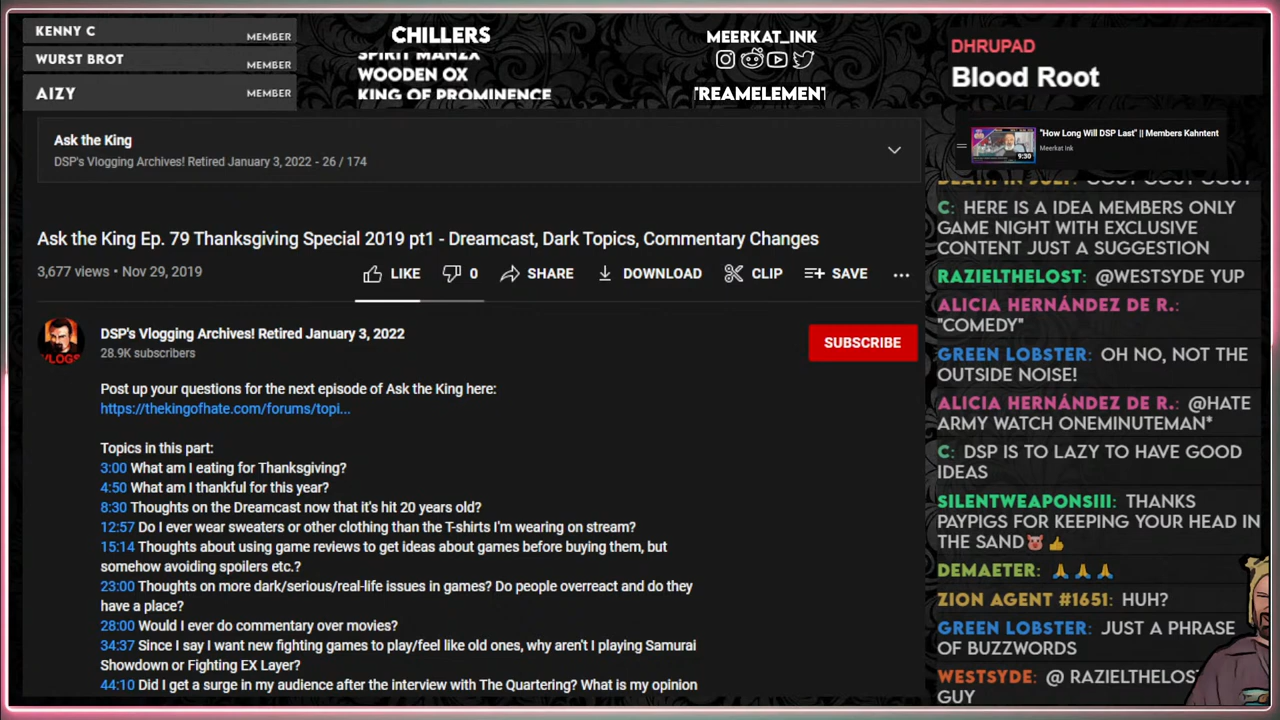 KENNY C
MEMBER
WURST BROT
MEMBER
AIZY
MEMBER
CHILLERS
SPIRIT MANZX
WOODEN OX
KING OF PROMINENCE
MEERKAT_INK
"REAMELEMENT
DHRUPAD
Blood Root
"How Long Will DSP Last" || Members Kahntent
Meerkat Ink
9:30
Ask the King
DSP's Vlogging Archives! Retired January 3, 2022 - 26 / 174
Ask the King Ep. 79 Thanksgiving Special 2019 pt1 - Dreamcast, Dark Topics, Commentary Changes
3,677 views • Nov 29, 2019
LIKE
0
SHARE
DOWNLOAD
CLIP
SAVE
VLOGS
DSP's Vlogging Archives! Retired January 3, 2022
28.9K subscribers
SUBSCRIBE
Post up your questions for the next episode of Ask the King here:
https://thekingofhate.com/forums/topi...
Topics in this part:
3:00 What am I eating for Thanksgiving?
4:50 What am I thankful for this year?
8:30 Thoughts on the Dreamcast now that it's hit 20 years old?
12:57 Do I ever wear sweaters or other clothing than the T-shirts I'm wearing on stream?
15:14 Thoughts about using game reviews to get ideas about games before buying them, but
somehow avoiding spoilers etc.?
23:00 Thoughts on more dark/serious/real-life issues in games? Do people overreact and do they
have a place?
28:00 Would I ever do commentary over movies?
34:37 Since I say I want new fighting games to play/feel like old ones, why aren't I playing Samurai
Showdown or Fighting EX Layer?
44:10 Did I get a surge in my audience after the interview with The Quartering? What is my opinion
C: HERE IS A IDEA MEMBERS ONLY
GAME NIGHT WITH EXCLUSIVE
CONTENT JUST A SUGGESTION
RAZIELTHELOST: @WESTSYDE YUP
ALICIA HERNÁNDEZ DE R.:
"COMEDY"
GREEN LOBSTER: OH NO, NOT THE
OUTSIDE NOISE!
ALICIA HERNÁNDEZ DE R.: @HATE
ARMY WATCH ONEMINUTEMAN*
C: DSP IS TO LAZY TO HAVE GOOD
IDEAS
SILENTWEAPONSIII: THANKS
PAYPIGS FOR KEEPING YOUR HEAD IN
THE SAND🐷👍
DEMAETER: 🙏🙏🙏
ZION AGENT #1651: HUH?
GREEN LOBSTER: JUST A PHRASE
OF BUZZWORDS
WESTSYDE: @ RAZIELTHELOST
GUY